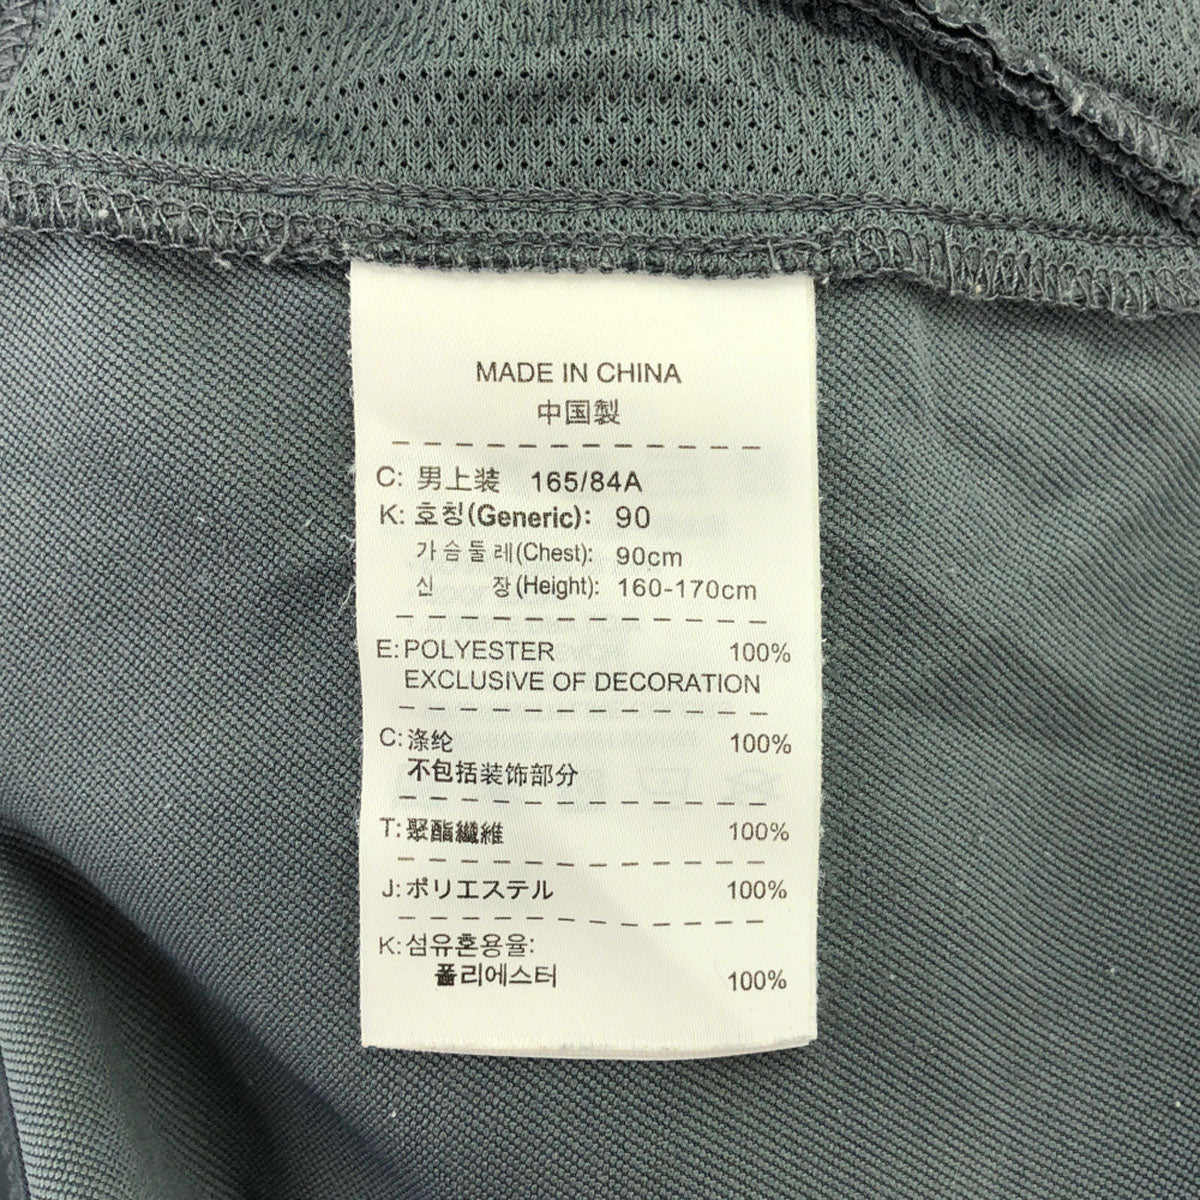 MADE IN CHINA
中国製
C: 男上装 165/84A
K: 호칭(Generic): 90
가슴둘레(Chest): 90cm
신 장(Height): 160-170cm
E:POLYESTER 100%
EXCLUSIVE OF DECORATION
C:涤纶 100%
不包括装饰部分
T:聚酯纖維 100%
J:ポリエステル 100%
K:섬유혼용율:
폴리에스터 100%